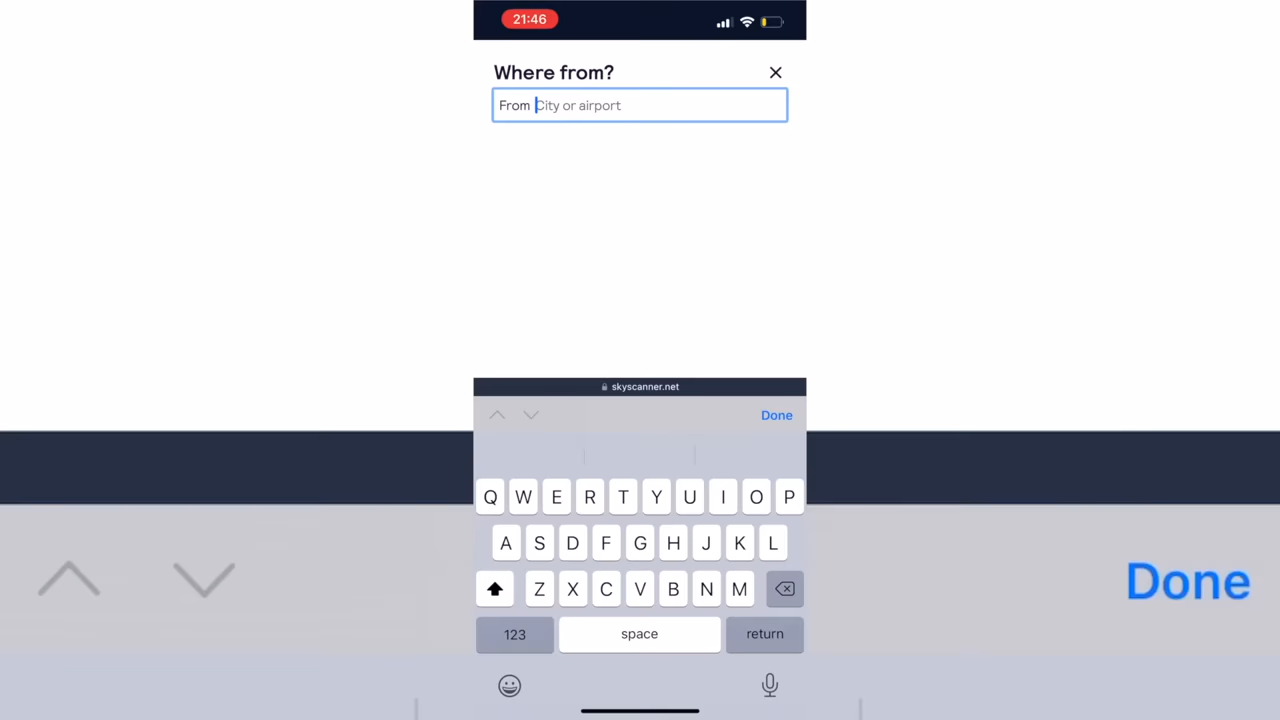 21:46
Where from?
From City or airport
skyscanner.net
Done
Q W E R T Y U I O P
A S D F G H J K L
Z X C V B N M
123 space return
Done